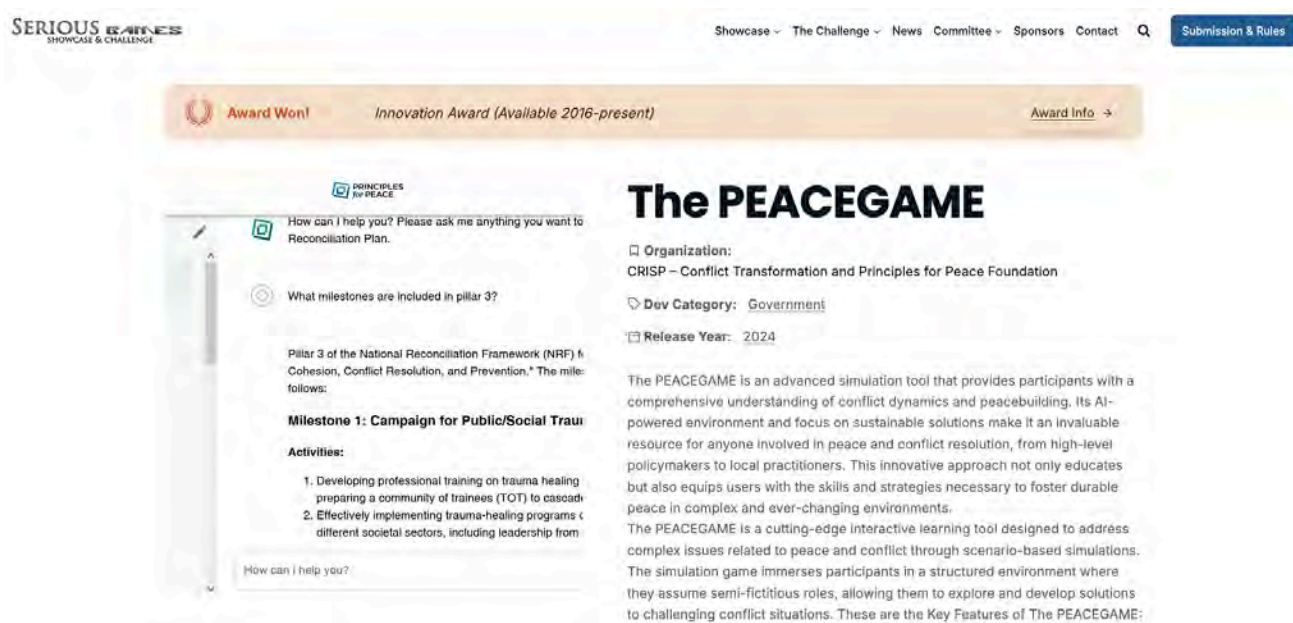 SERIOUS GAMES
SHOWCASE & CHALLENGE
Showcase The Challenge News Committee Sponsors Contact Submission & Rules
Award Won! Innovation Award (Available 2016-present) Award Info →
PRINCIPLES
for PEACE
How can I help you? Please ask me anything you want to
Reconciliation Plan.
What milestones are included in pillar 3?
Pillar 3 of the National Reconciliation Framework (NRF)
Cohesion, Conflict Resolution, and Prevention." The
follows:
Milestone 1: Campaign for Public/Social
Activities:
1. Developing professional training on trauma healing
preparing a community of trainees (TOT) to
2. Effectively implementing trauma-healing programs
different societal sectors, including leadership from
How can I help you?
The PEACEGAME
Organization:
CRISP – Conflict Transformation and Principles for Peace Foundation
Dev Category: Government
Release Year: 2024
The PEACEGAME is an advanced simulation tool that provides participants with a
comprehensive understanding of conflict dynamics and peacebuilding. Its AI-
powered environment and focus on sustainable solutions make it an invaluable
resource for anyone involved in peace and conflict resolution, from high-level
policymakers to local practitioners. This innovative approach not only educates
but also equips users with the skills and strategies necessary to foster durable
peace in complex and ever-changing environments.
The PEACEGAME is a cutting-edge interactive learning tool designed to address
complex issues related to peace and conflict through scenario-based simulations.
The simulation game immerses participants in a structured environment where
they assume semi-fictitious roles, allowing them to explore and develop solutions
to challenging conflict situations. These are the Key Features of The PEACEGAME: